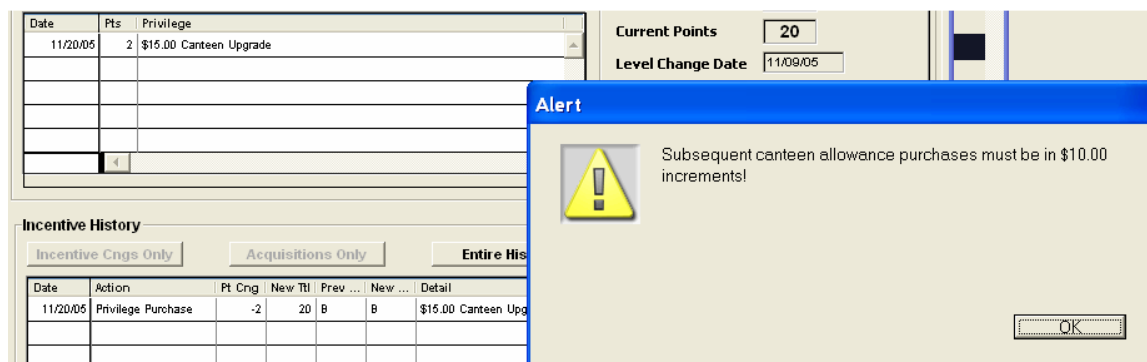 Date Pts Privilege
11/20/05 2 $15.00 Canteen Upgrade
Current Points 20
Level Change Date 11/09/05
Alert
Subsequent canteen allowance purchases must be in $10.00
increments!
OK
Incentive History
Incentive Cngs Only Acquisitions Only Entire His
Date Action Pt Cng New Ttl Prev ... New ... Detail
11/20/05 Privilege Purchase -2 20 B B $15.00 Canteen Upg